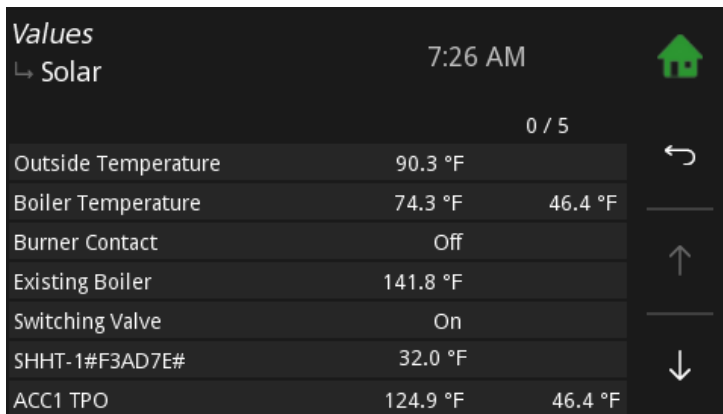 Values
7:26 AM
↳ Solar
0 / 5
Outside Temperature 90.3 °F
Boiler Temperature 74.3 °F 46.4 °F
Burner Contact Off
Existing Boiler 141.8 °F
Switching Valve On
SHHT-1#F3AD7E# 32.0 °F
ACC1 TPO 124.9 °F 46.4 °F